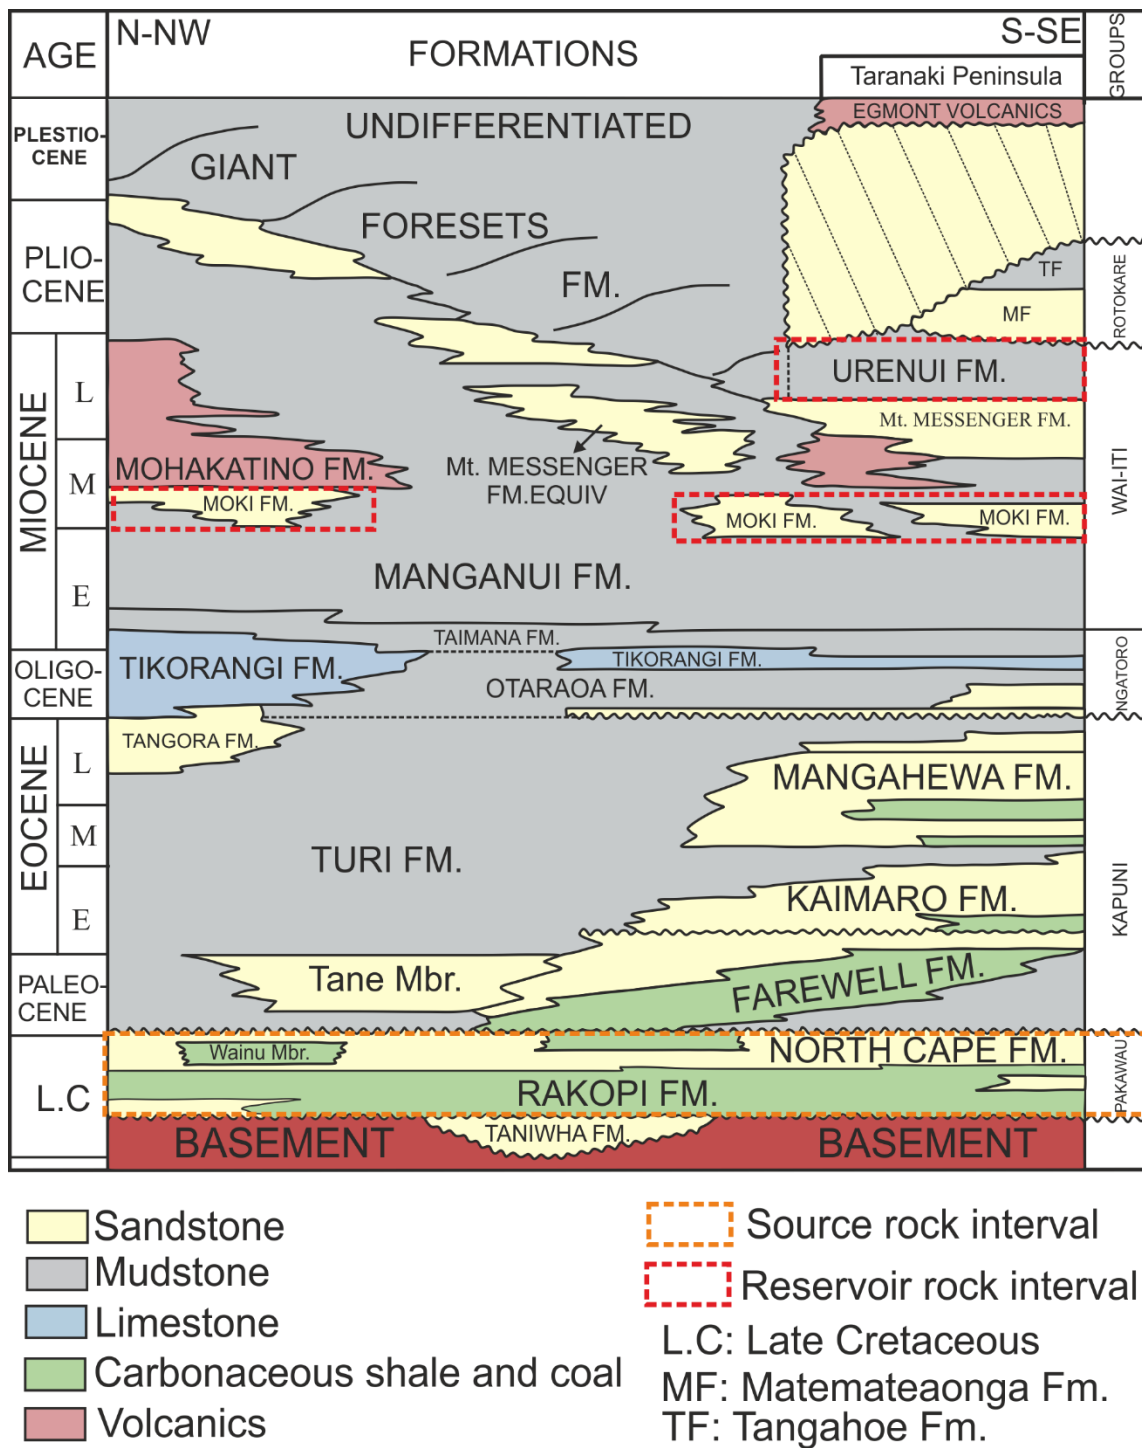 AGE
N-NW
FORMATIONS
S-SE
GROUPS
Taranaki Peninsula
PLESTIO-
CENE
UNDIFFERENTIATED
EGMONT VOLCANICS
GIANT
FORESETS
FM.
PLIO-
CENE
TF
MF
ROTOKARE
MIOCENE
L
M
E
URENUI FM.
Mt. MESSENGER FM.
MOHAKATINO FM.
Mt. MESSENGER
FM.EQUIV
MOKI FM.
MOKI FM.
MOKI FM.
WAI-ITI
MANGANUI FM.
TAIMANA FM.
OLIGO-
CENE
TIKORANGI FM.
TIKORANGI FM.
OTARAOA FM.
NGATORO
EOCENE
L
M
E
TANGORA FM.
MANGAHEWA FM.
TURI FM.
KAIMARO FM.
KAPUNI
PALEO-
CENE
Tane Mbr.
FAREWELL FM.
L.C
Wainu Mbr.
NORTH CAPE FM.
RAKOPI FM.
PAKAWAU
BASEMENT
TANIWHA FM.
BASEMENT
Sandstone
Mudstone
Limestone
Carbonaceous shale and coal
Volcanics
Source rock interval
Reservoir rock interval
L.C: Late Cretaceous
MF: Matemateaonga Fm.
TF: Tangahoe Fm.